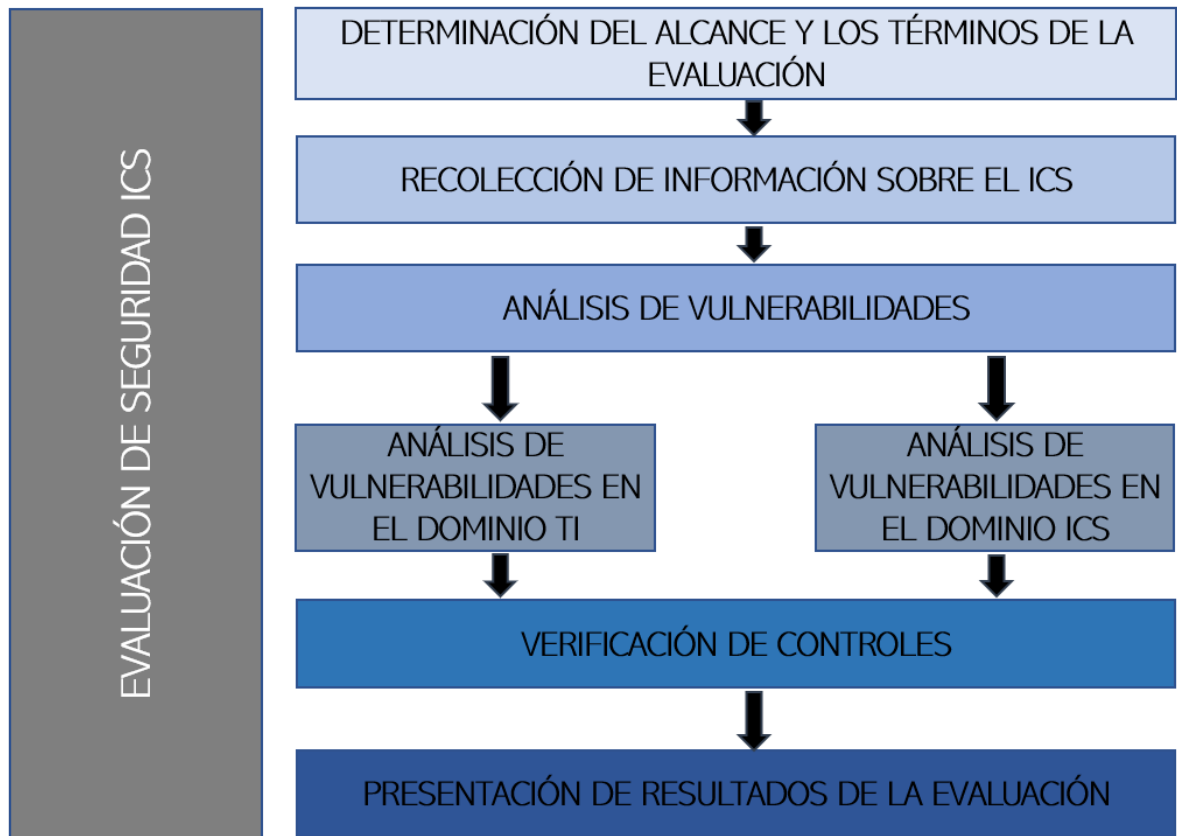 EVALUACIÓN DE SEGURIDAD ICS
DETERMINACIÓN DEL ALCANCE Y LOS TÉRMINOS DE LA
EVALUACIÓN
RECOLECCIÓN DE INFORMACIÓN SOBRE EL ICS
ANÁLISIS DE VULNERABILIDADES
ANÁLISIS DE
VULNERABILIDADES EN
EL DOMINIO TI
ANÁLISIS DE
VULNERABILIDADES EN
EL DOMINIO ICS
VERIFICACIÓN DE CONTROLES
PRESENTACIÓN DE RESULTADOS DE LA EVALUACIÓN